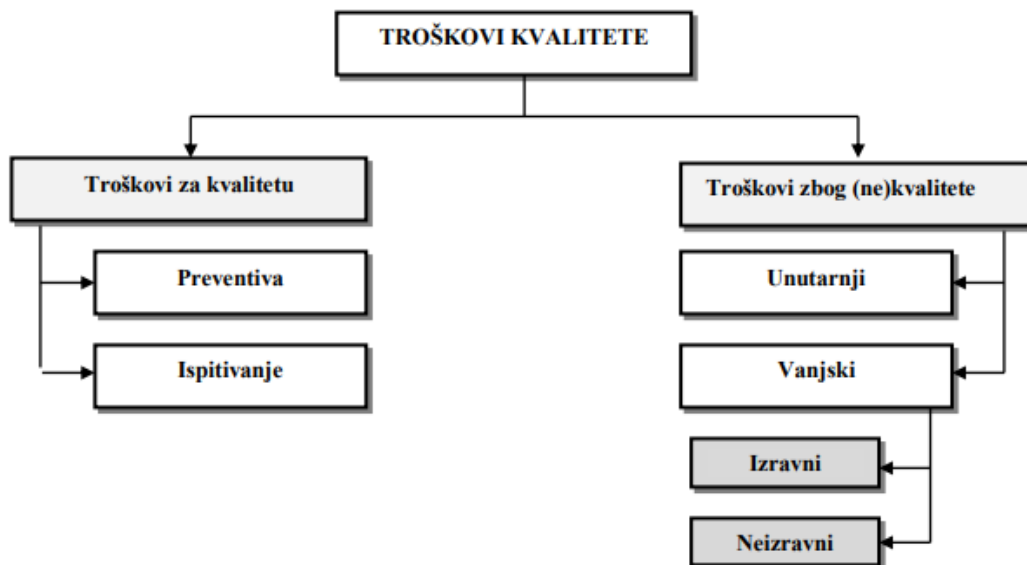 TROŠKOVI KVALITETE
Troškovi za kvalitetu
Preventiva
Ispitivanje
Troškovi zbog (ne)kvalitete
Unutarnji
Vanjski
Izravni
Neizravni